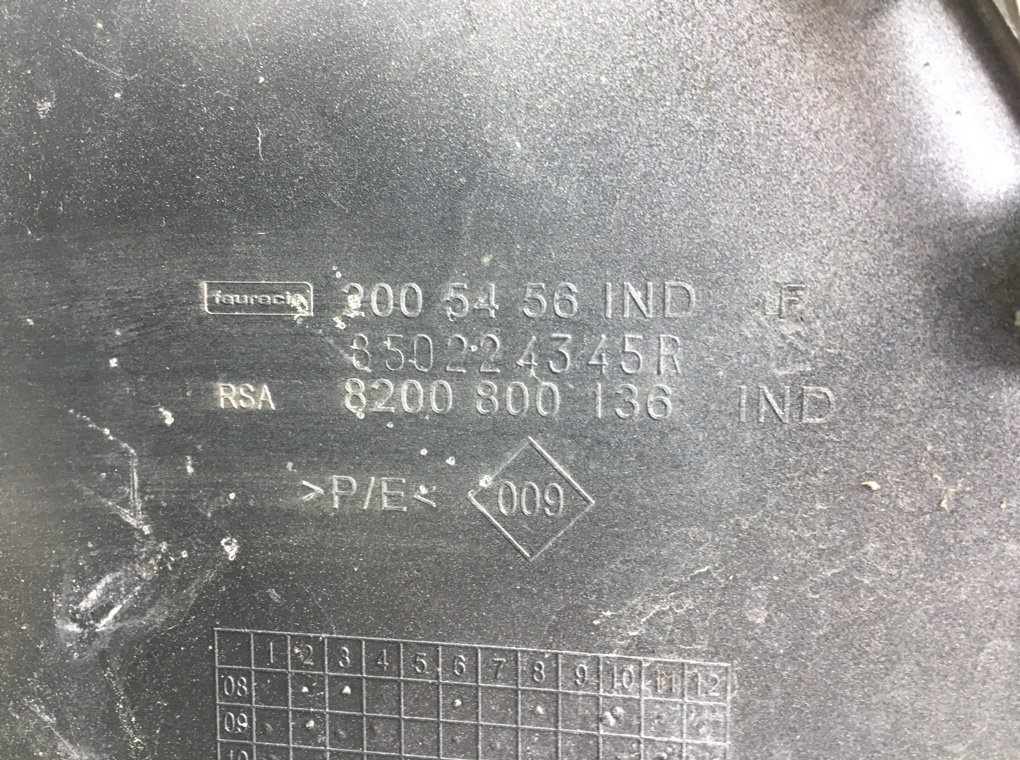 faurecia 200 54 56 IND F
850224345R
RSA 8200 800 136 IND
>P/E< 009
1 2 3 4 5 6 7 8 9 10 11 12
08
09
10